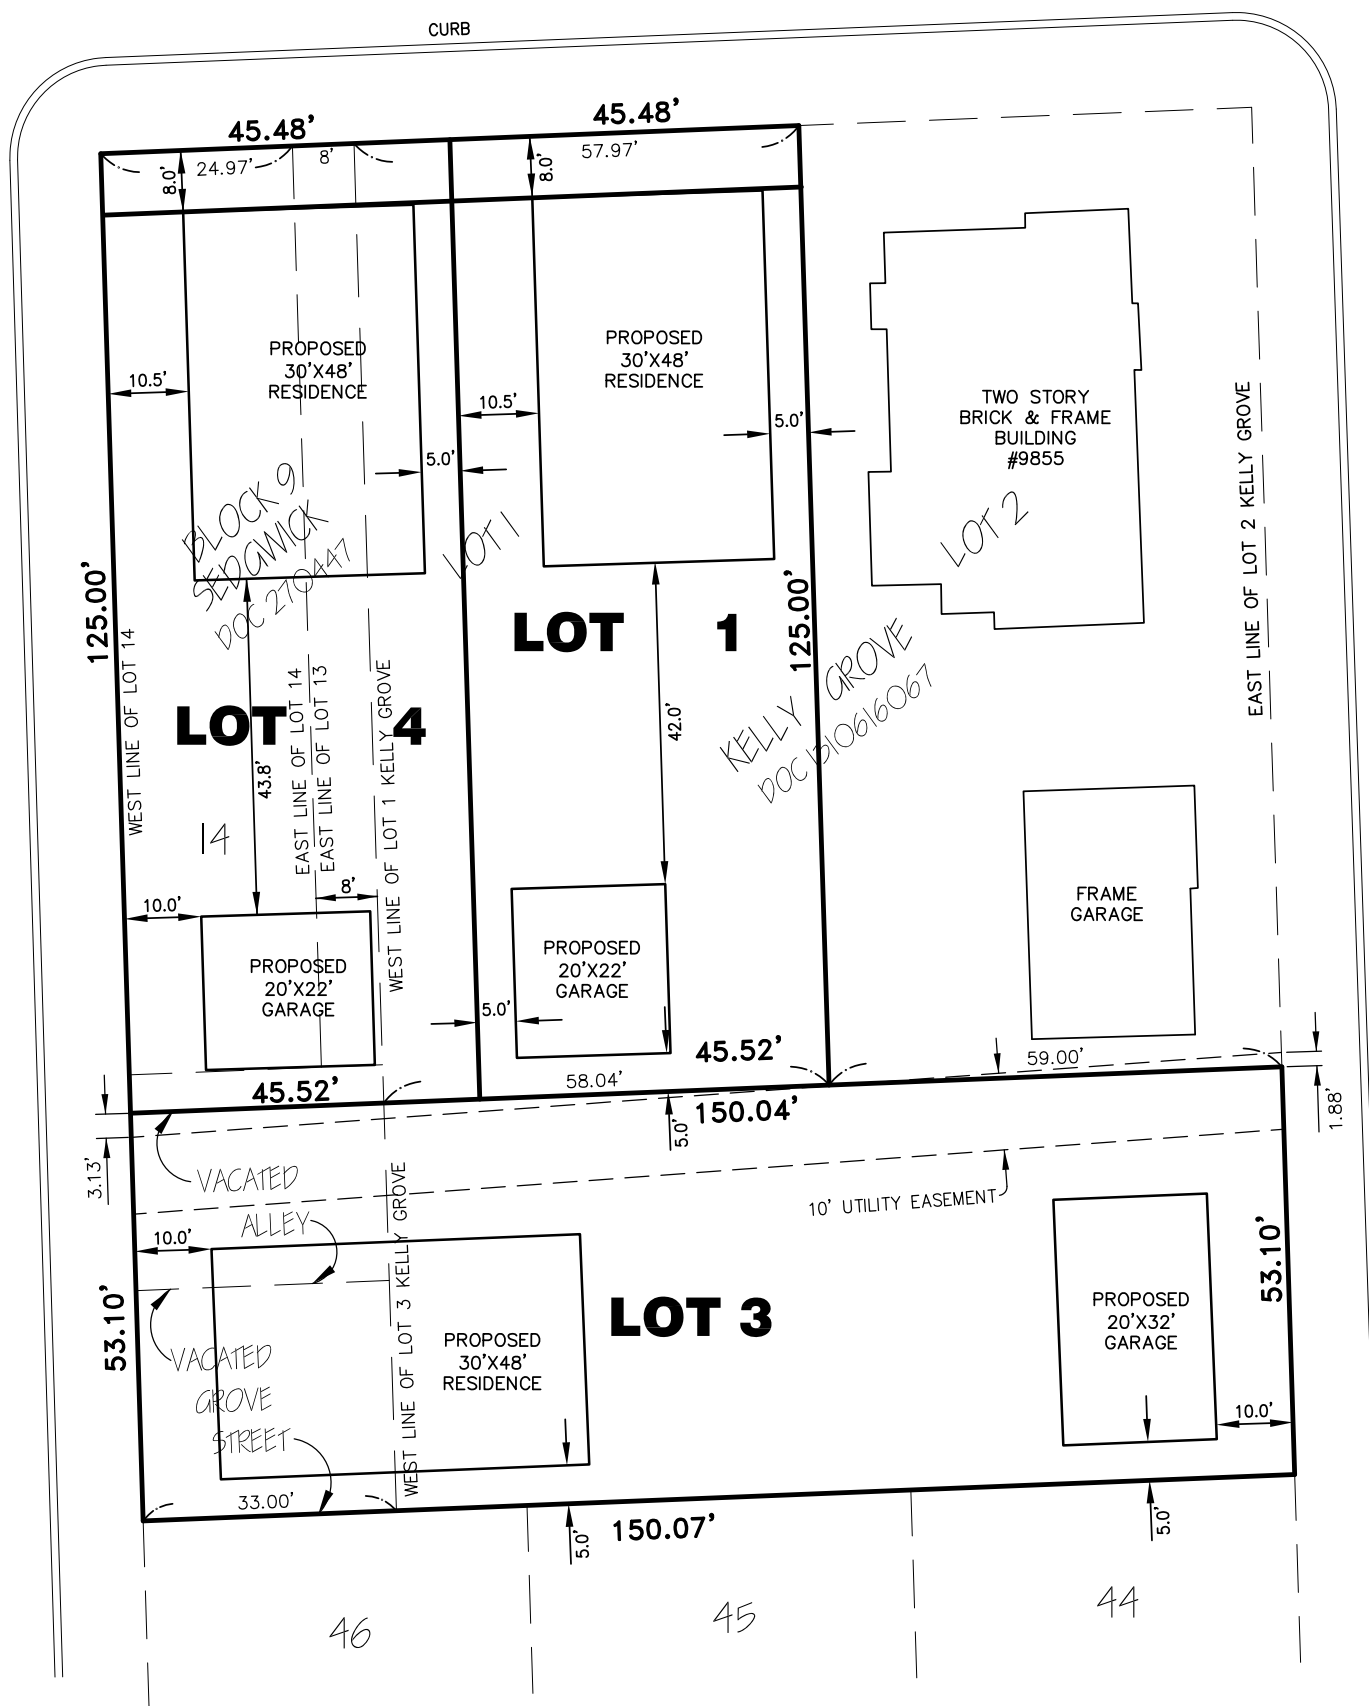 CURB
45.48'
45.48'
24.97'
8'
57.97'
8.0'
8.0'
PROPOSED
30'X48'
RESIDENCE
PROPOSED
30'X48'
RESIDENCE
10.5'
10.5'
5.0'
5.0'
TWO STORY
BRICK & FRAME
BUILDING
#9855
EAST LINE OF LOT 2 KELLY GROVE
BLOCK 9
SEDGWICK
DOC 270447
LOT 1
LOT 2
125.00'
125.00'
LOT 1
KELLY GROVE
DOC 1310616067
WEST LINE OF LOT 14
EAST LINE OF LOT 14
EAST LINE OF LOT 13
WEST LINE OF LOT 1 KELLY GROVE
LOT 4
43.8'
42.0'
14
10.0'
8'
PROPOSED
20'X22'
GARAGE
PROPOSED
20'X22'
GARAGE
FRAME
GARAGE
5.0'
45.52'
45.52'
58.04'
59.00'
150.04'
5.0'
1.88'
3.13'
VACATED
ALLEY
10' UTILITY EASEMENT
10.0'
WEST LINE OF LOT 3 KELLY GROVE
53.10'
53.10'
LOT 3
PROPOSED
30'X48'
RESIDENCE
PROPOSED
20'X32'
GARAGE
VACATED
GROVE
STREET
10.0'
33.00'
150.07'
5.0'
5.0'
46
45
44